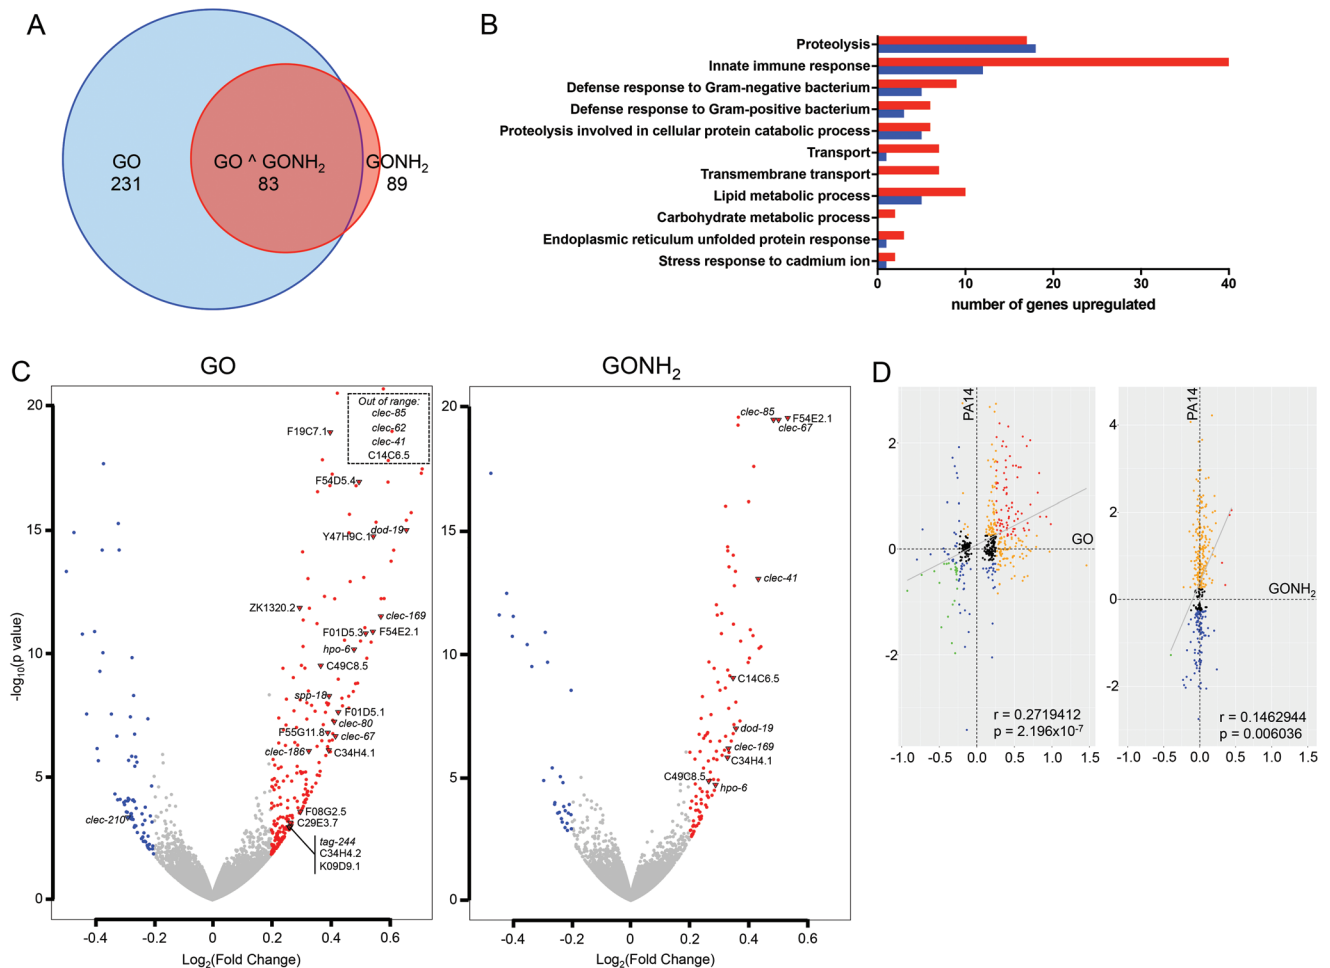 A
GO
231
GO ^ GONH2
83
GONH2
89
B
Proteolysis
Innate immune response
Defense response to Gram-negative bacterium
Defense response to Gram-positive bacterium
Proteolysis involved in cellular protein catabolic process
Transport
Transmembrane transport
Lipid metabolic process
Carbohydrate metabolic process
Endoplasmic reticulum unfolded protein response
Stress response to cadmium ion
0 10 20 30 40
number of genes upregulated
C
GO
-log10(p value)
20
15
10
5
0
Out of range:
clec-85
clec-62
clec-41
C14C6.5
F19C7.1
F54D5.4
dod-19
Y47H9C.1
ZK1320.2
clec-169
F01D5.3
F54E2.1
hpo-6
C49C8.5
spp-18
F01D5.1
clec-80
F55G11.8
clec-67
clec-186
C34H4.1
F08G2.5
clec-210
C29E3.7
tag-244
C34H4.2
K09D9.1
-0.4 -0.2 0 0.2 0.4 0.6
Log2(Fold Change)
GONH2
20
15
10
5
0
clec-85
F54E2.1
clec-67
clec-41
C14C6.5
dod-19
clec-169
C34H4.1
C49C8.5
hpo-6
-0.4 -0.2 0 0.2 0.4 0.6
Log2(Fold Change)
D
PA14
2
0
-2
GO
r = 0.2719412
p = 2.196x10-7
-1.0 -0.5 0.0 0.5 1.0 1.5
PA14
4
2
0
-2
GONH2
r = 0.1462944
p = 0.006036
-1.0 -0.5 0.0 0.5 1.0 1.5